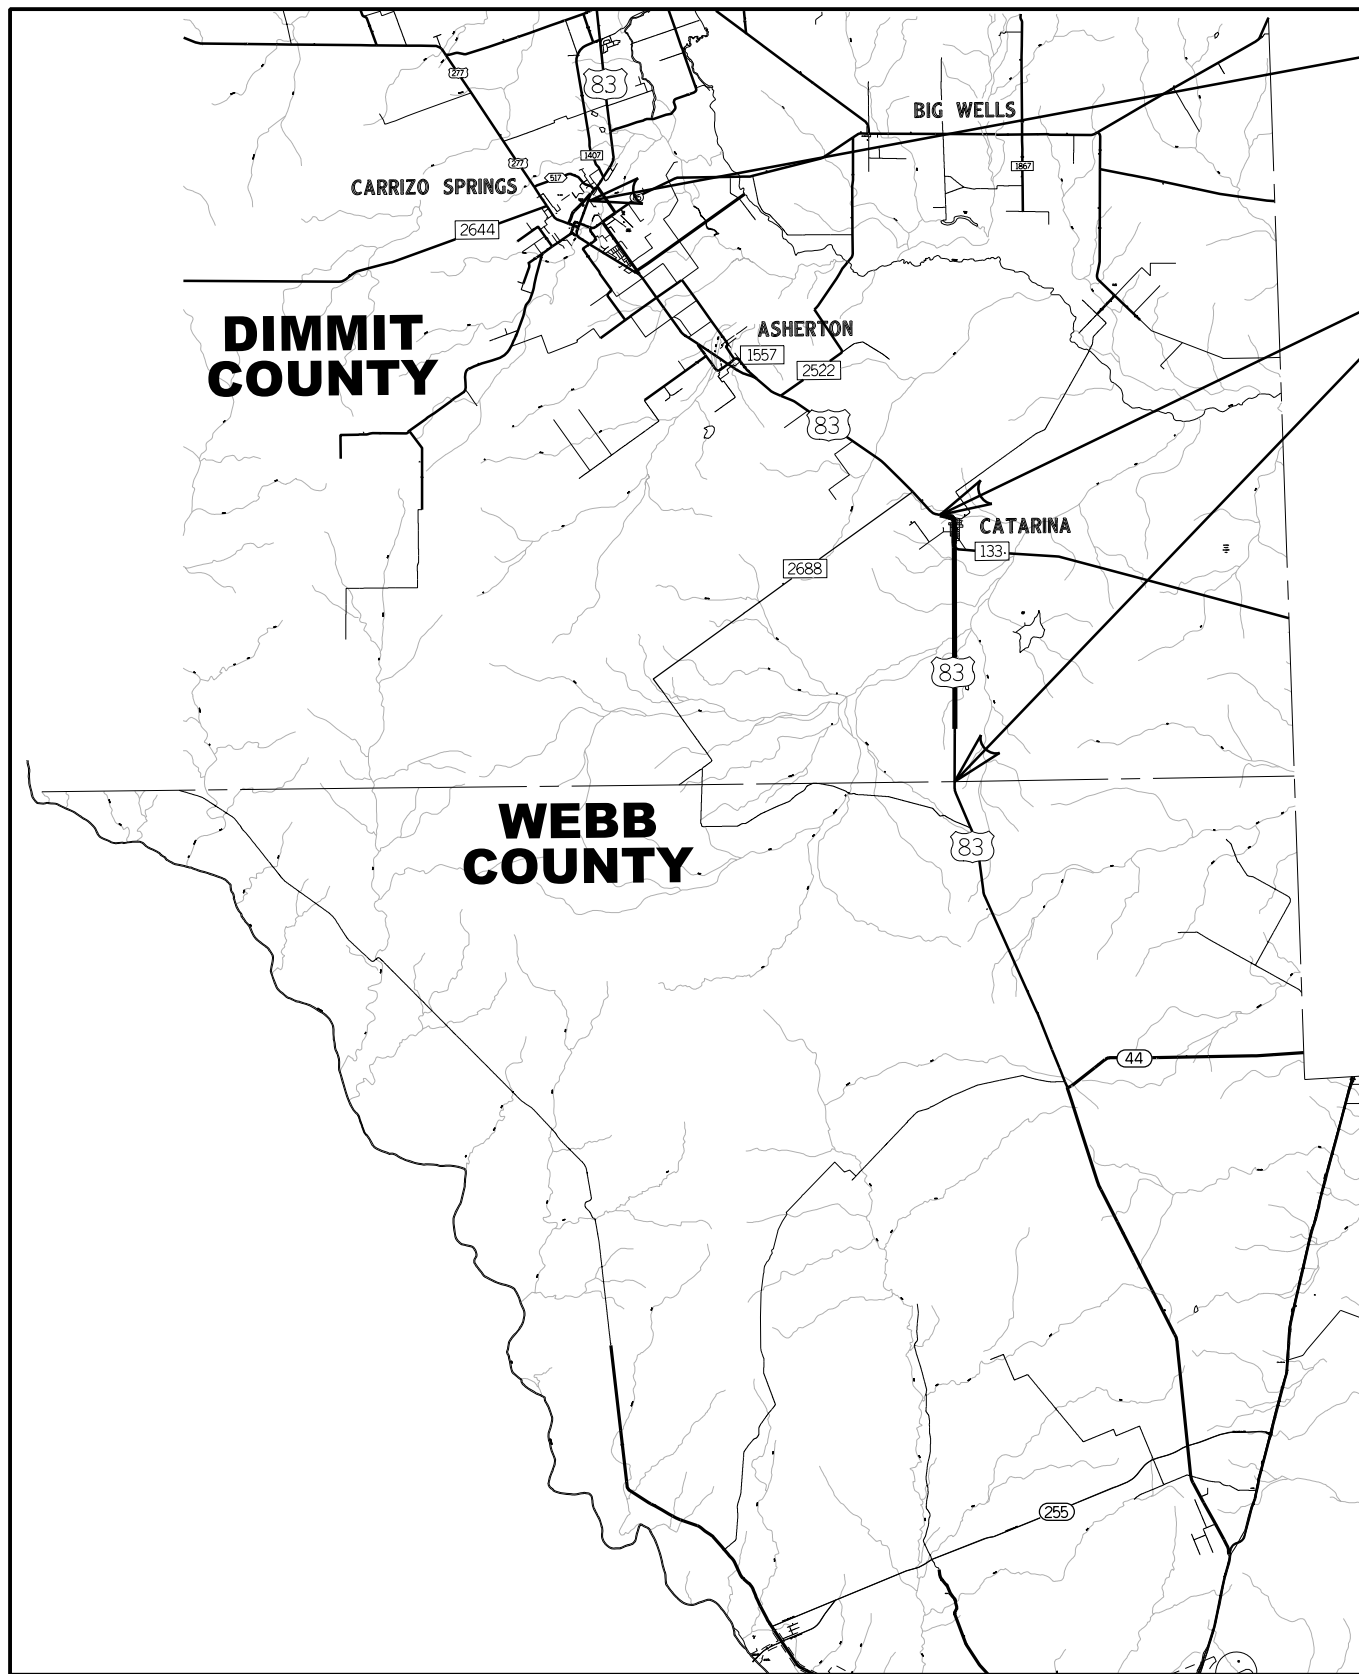 277
83
BIG WELLS
277
1407
1867
517
CARRIZO SPRINGS
2644
DIMMIT
COUNTY
ASHERTON
1557
2522
83
CATARINA
133
2688
83
WEBB
COUNTY
83
44
255